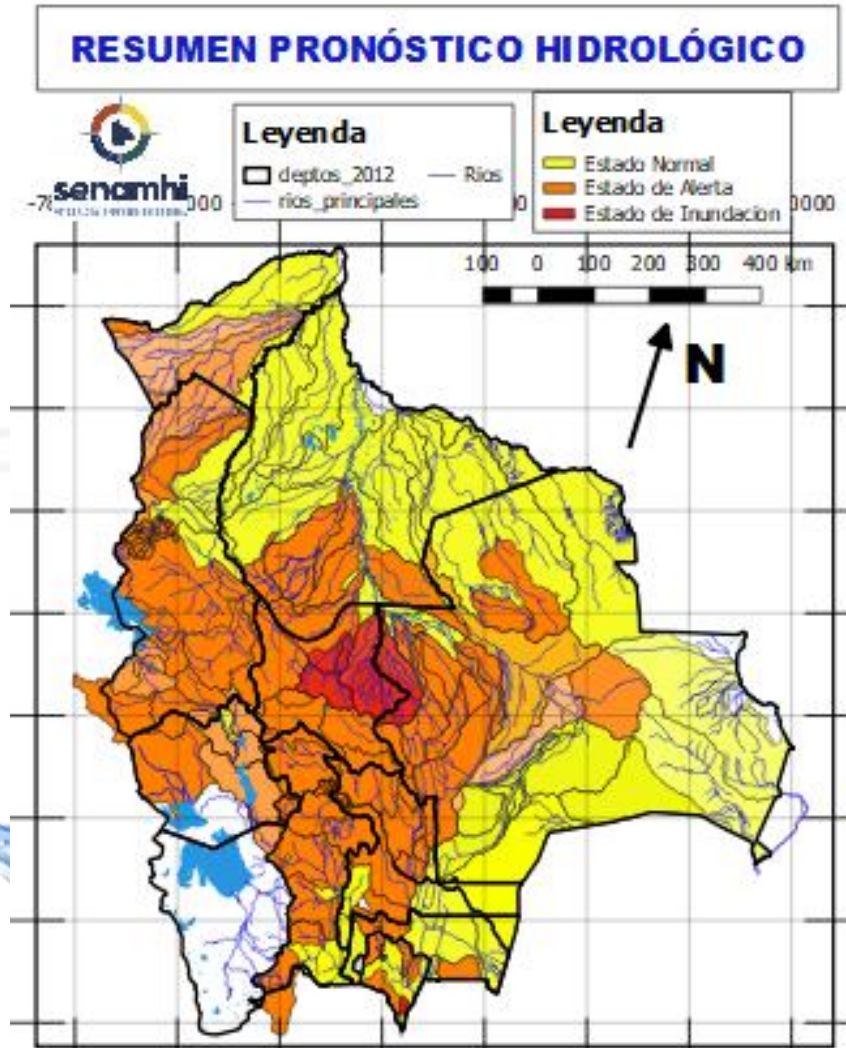 RESUMEN PRONÓSTICO HIDROLÓGICO
senamhi
Leyenda
deptos_2012
Rios
rios_principales
Leyenda
Estado Normal
Estado de Alerta
Estado de Inundacion
100 0 100 200 300 400 km
N